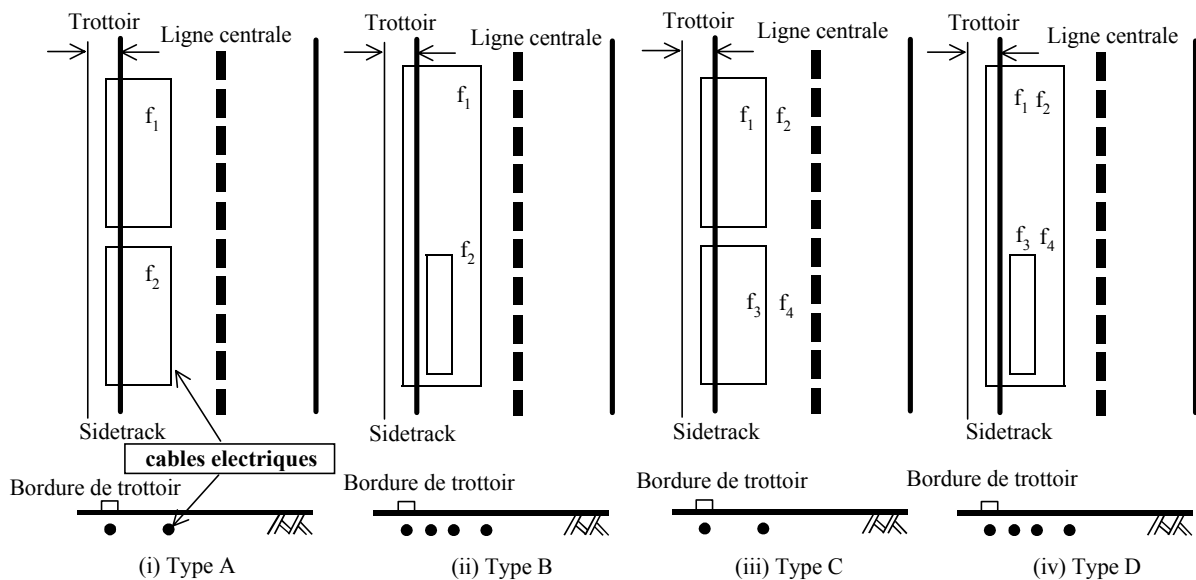 Trottoir
Ligne centrale
f1
f2
Sidetrack
cables electriques
Bordure de trottoir
(i) Type A
Trottoir
Ligne centrale
f1
f2
Sidetrack
Bordure de trottoir
(ii) Type B
Trottoir
Ligne centrale
f1 f2
f3 f4
Sidetrack
Bordure de trottoir
(iii) Type C
Trottoir
Ligne centrale
f1 f2
f3 f4
Sidetrack
Bordure de trottoir
(iv) Type D